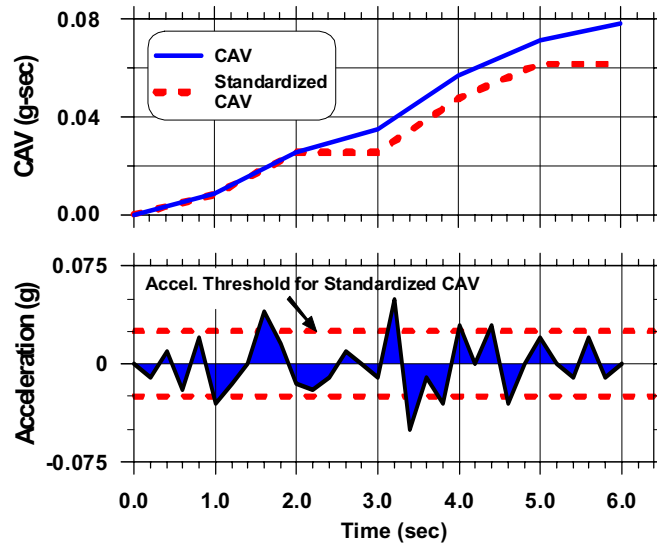 0.08
0.04
0.00
CAV (g-sec)
CAV
Standardized
CAV
0.075
0
-0.075
Acceleration (g)
Accel. Threshold for Standardized CAV
0.0 1.0 2.0 3.0 4.0 5.0 6.0
Time (sec)